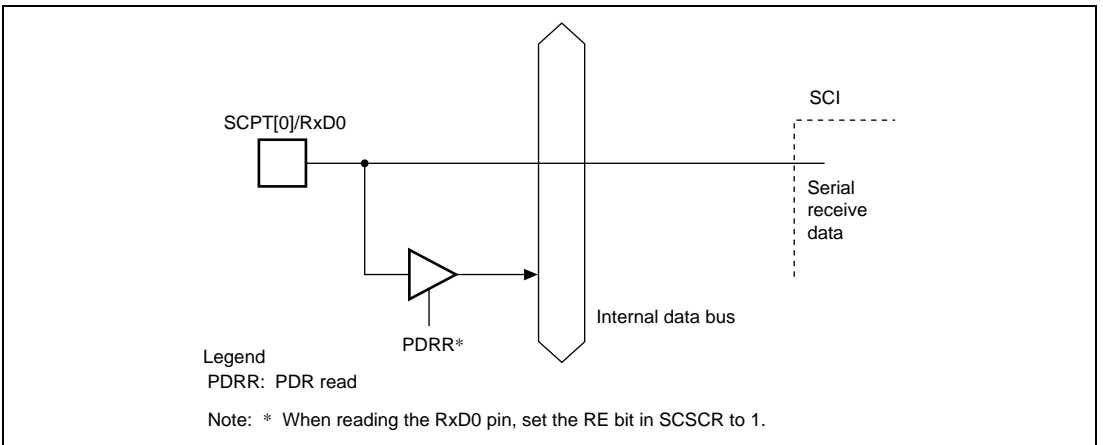 SCI
SCPT[0]/RxD0
Serial
receive
data
Internal data bus
PDRR*
Legend
PDRR: PDR read
Note: * When reading the RxD0 pin, set the RE bit in SCSCR to 1.